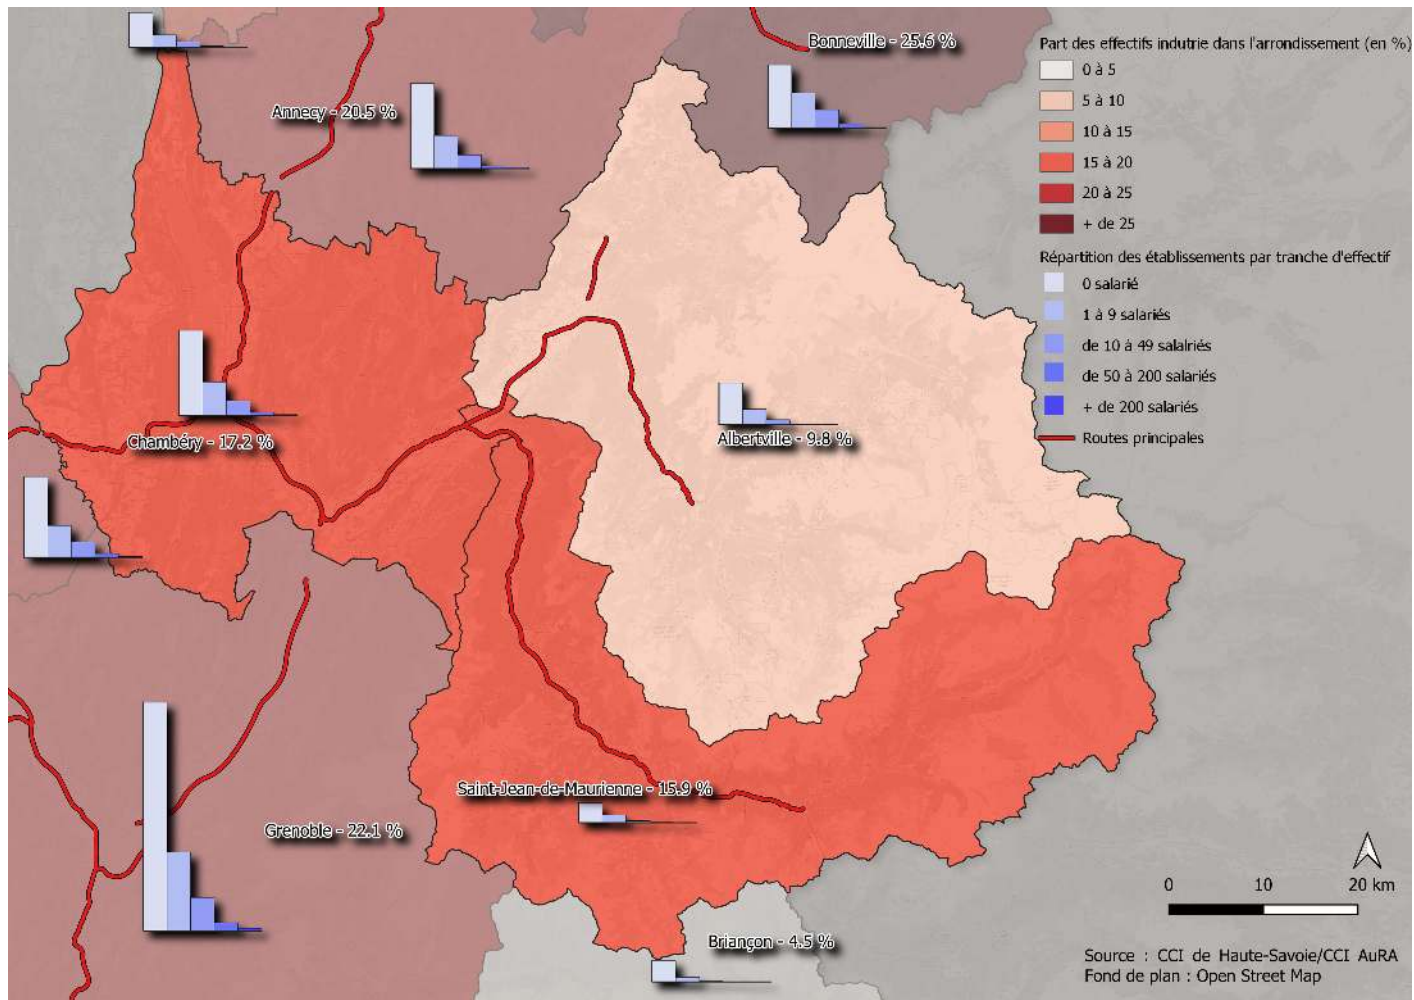 Bonneville - 25.6 %
Annecy - 20.5 %
Chambéry - 17.2 %
Albertville - 9.8 %
Saint-Jean-de-Maurienne - 15.9 %
Grenoble - 22.1 %
Briançon - 4.5 %
Part des effectifs indutrie dans l'arrondissement (en %)
0 à 5
5 à 10
10 à 15
15 à 20
20 à 25
+ de 25
Répartition des établissements par tranche d'effectif
0 salarié
1 à 9 salariés
de 10 à 49 salalriés
de 50 à 200 salariés
+ de 200 salariés
Routes principales
0 10 20 km
Source : CCI de Haute-Savoie/CCI AuRA
Fond de plan : Open Street Map